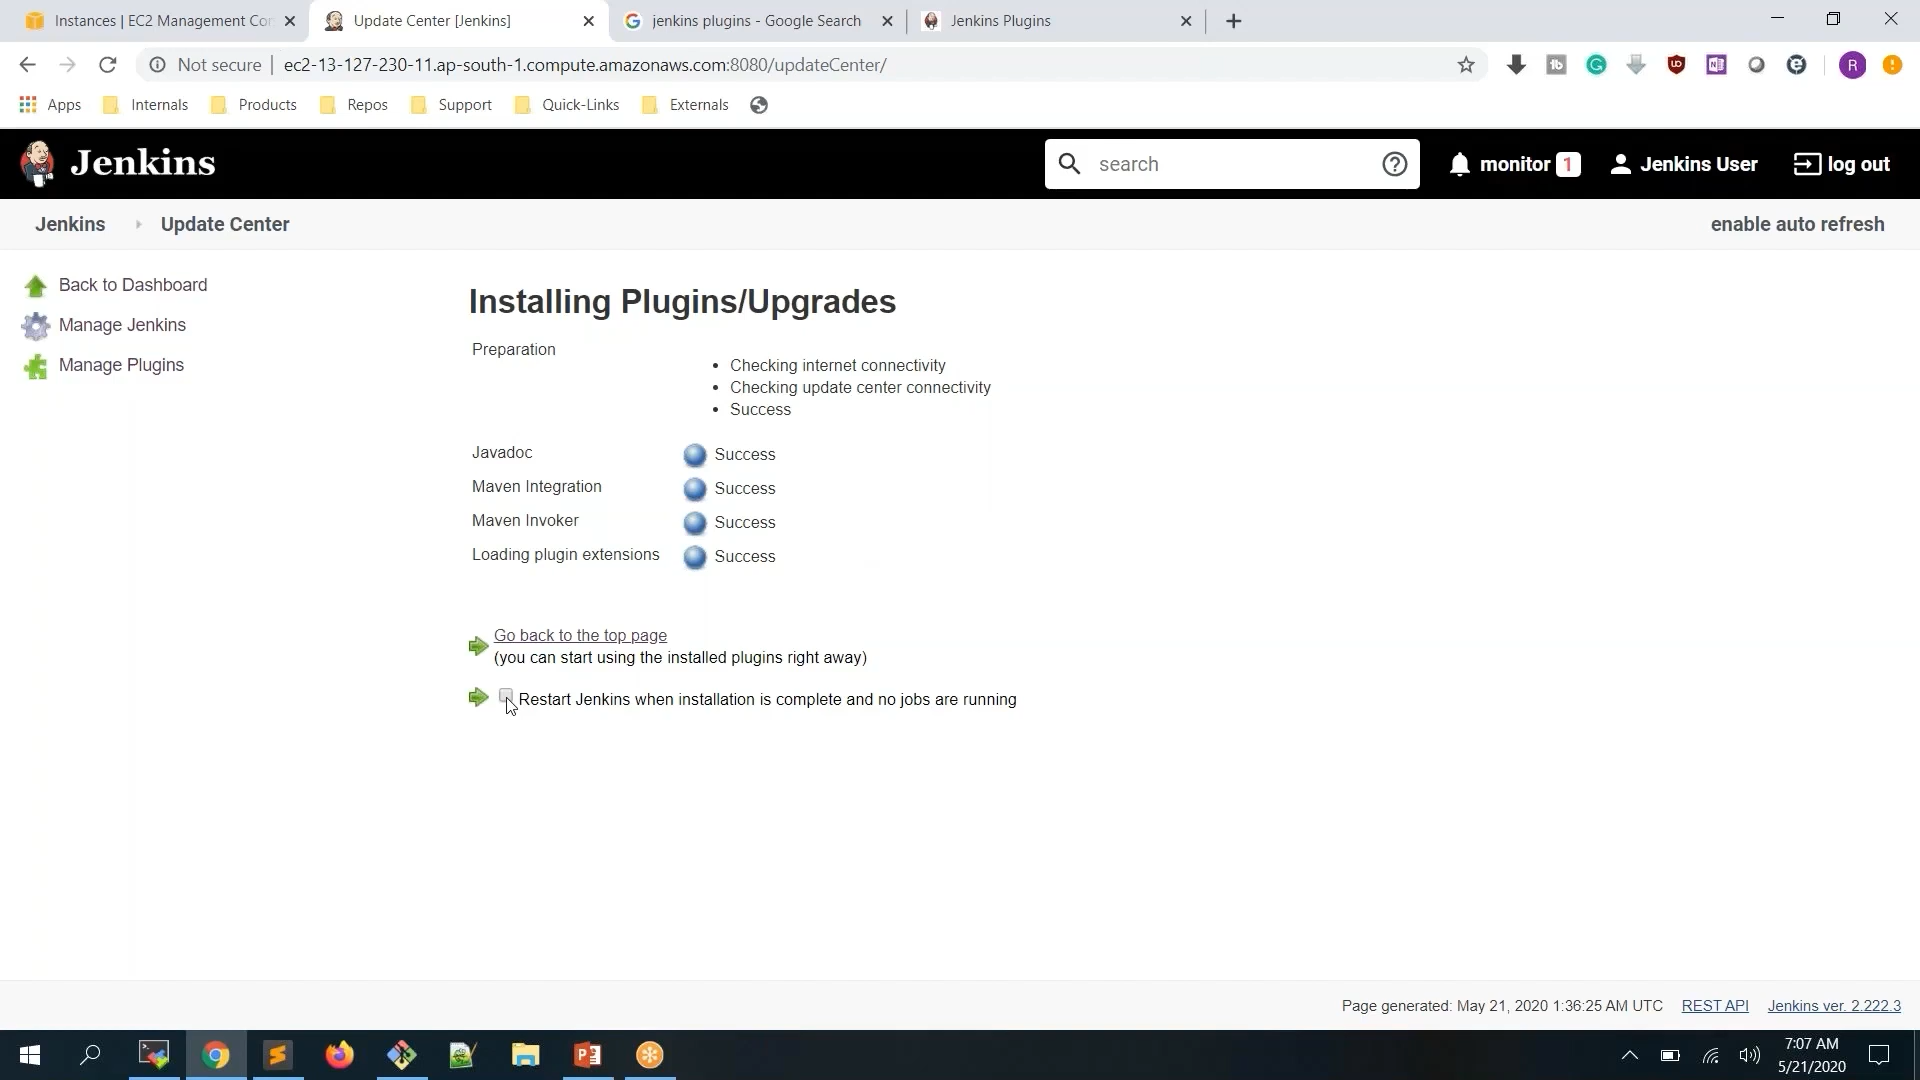 Instances | EC2 Management Con
Update Center [Jenkins]
jenkins plugins - Google Search
Jenkins Plugins
Not secure | ec2-13-127-230-11.ap-south-1.compute.amazonaws.com:8080/updateCenter/
Apps Internals Products Repos Support Quick-Links Externals
Jenkins
search
monitor 1
Jenkins User
log out
Jenkins Update Center
enable auto refresh
Back to Dashboard
Manage Jenkins
Manage Plugins
Installing Plugins/Upgrades
Preparation
• Checking internet connectivity
• Checking update center connectivity
• Success
Javadoc Success
Maven Integration Success
Maven Invoker Success
Loading plugin extensions Success
Go back to the top page
(you can start using the installed plugins right away)
Restart Jenkins when installation is complete and no jobs are running
Page generated: May 21, 2020 1:36:25 AM UTC REST API Jenkins ver. 2.222.3
7:07 AM
5/21/2020